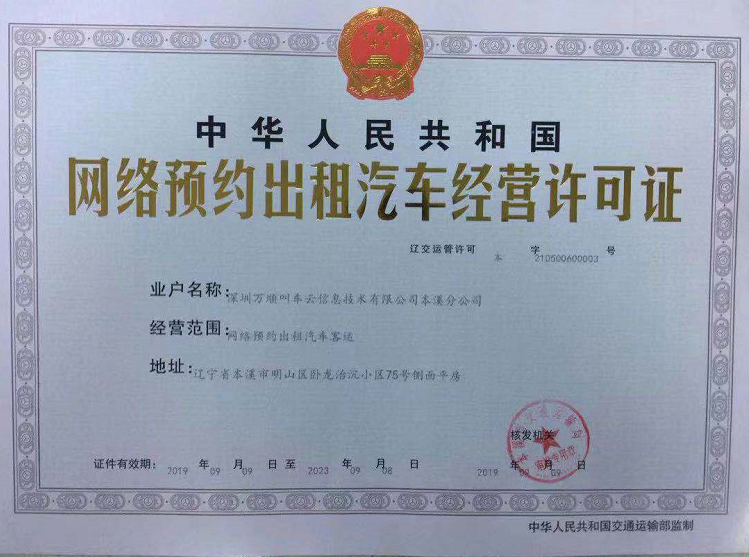 中华人民共和国
网络预约出租汽车经营许可证
辽交运管许可 本 字 210500600003 号
业户名称:深圳万顺叫车云信息技术有限公司本溪分公司
经营范围:网络预约出租汽车客运
地址:辽宁省本溪市明山区卧龙治沉小区75号侧面平房
核发机关
证件有效期: 2019 年 09 月 09 日 至 2023 年 09 月 08 日 2019 年 09 月 09 日
中华人民共和国交通运输部监制